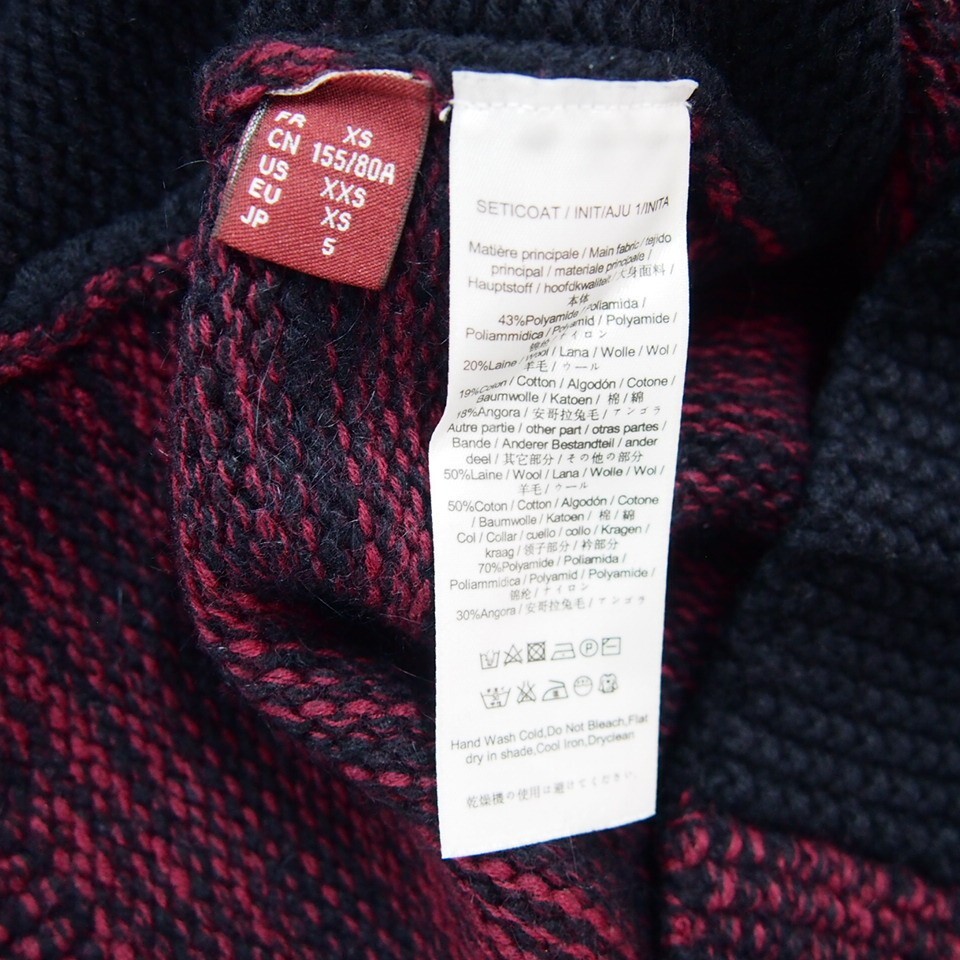 FR XS
CN 155/80A
US XXS
EU XS
JP 5
SETICOAT / INIT/AJU 1/INITA
Matière principale / Main fabric / tejido
principal / materiale principale /
Hauptstoff / hoofdkwaliteit / 大身面料 /
本体
43%Polyamide / Poliamida /
Poliammidica / Polyamid / Polyamide /
锦纶 / ナイロン
20%Laine / Wool / Lana / Wolle / Wol /
羊毛 / ウール
19%Coton / Cotton / Algodón / Cotone /
Baumwolle / Katoen / 棉 / 綿
18%Angora / 安哥拉兔毛 / アンゴラ
Autre partie / other part / otras partes /
Bande / Anderer Bestandteil / ander
deel / 其它部分 / その他の部分
50%Laine / Wool / Lana / Wolle / Wol /
羊毛 / ウール
50%Coton / Cotton / Algodón / Cotone
/ Baumwolle / Katoen / 棉 / 綿
Col / Collar / cuello / collo / Kragen /
kraag / 领子部分 / 衿部分
70%Polyamide / Poliamida /
Poliammidica / Polyamid / Polyamide /
锦纶 / ナイロン
30%Angora / 安哥拉兔毛 / アンゴラ
Hand Wash Cold,Do Not Bleach,Flat
dry in shade,Cool Iron,Dryclean
乾燥機の使用は避けてください。